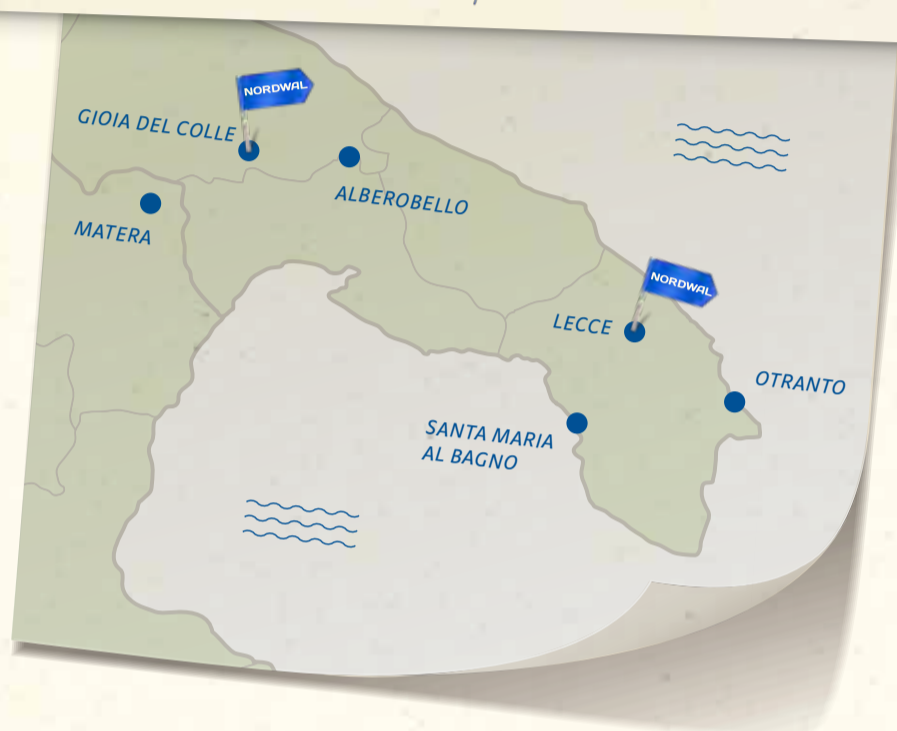 NORDWAL
GIOIA DEL COLLE
ALBEROBELLO
MATERA
NORDWAL
LECCE
OTRANTO
SANTA MARIA
AL BAGNO